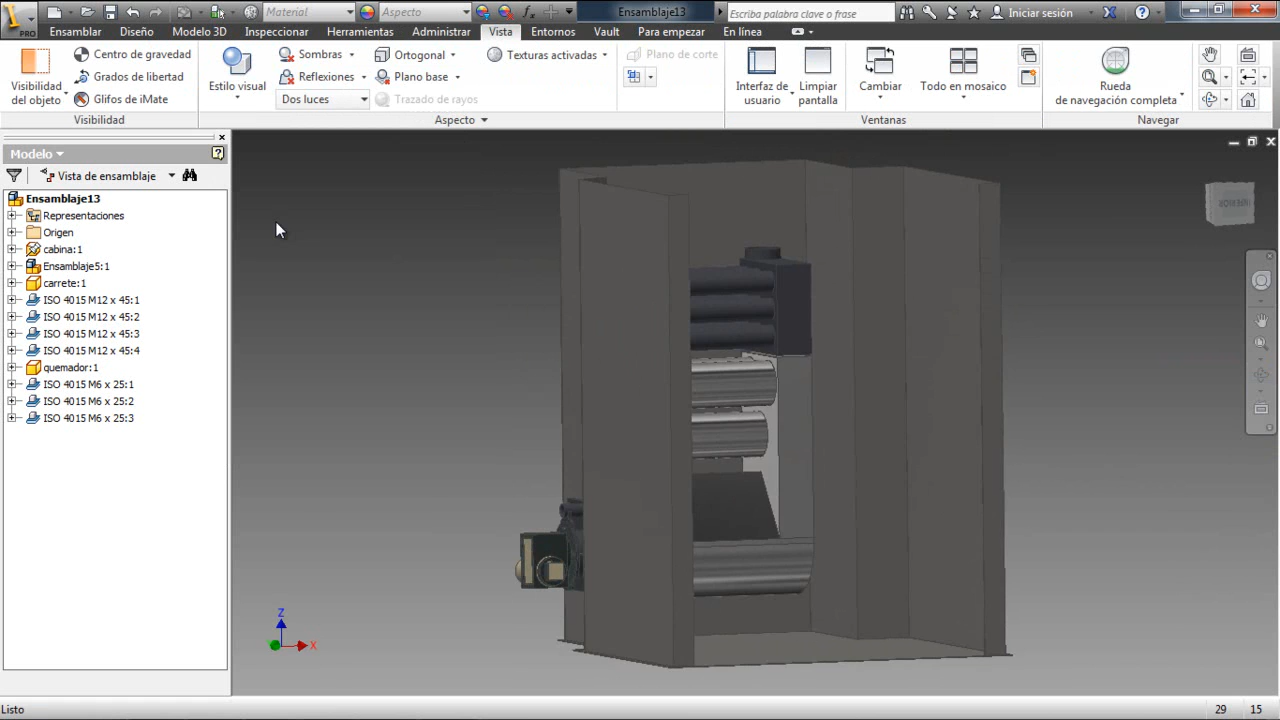 PRO
Material
Aspecto
Ensamblaje13
Escriba palabra clave o frase
Iniciar sesión
Ensamblar
Diseño
Modelo 3D
Inspeccionar
Herramientas
Administrar
Vista
Entornos
Vault
Para empezar
En línea
Visibilidad del objeto
Centro de gravedad
Grados de libertad
Glifos de iMate
Visibilidad
Estilo visual
Sombras
Reflexiones
Dos luces
Ortogonal
Plano base
Trazado de rayos
Texturas activadas
Plano de corte
Aspecto
Interfaz de usuario
Limpiar pantalla
Cambiar
Todo en mosaico
Ventanas
Rueda de navegación completa
Navegar
Modelo
Vista de ensamblaje
Ensamblaje13
Representaciones
Origen
cabina:1
Ensamblaje5:1
carrete:1
ISO 4015 M12 x 45:1
ISO 4015 M12 x 45:2
ISO 4015 M12 x 45:3
ISO 4015 M12 x 45:4
quemador:1
ISO 4015 M6 x 25:1
ISO 4015 M6 x 25:2
ISO 4015 M6 x 25:3
Z
X
Listo
29
15